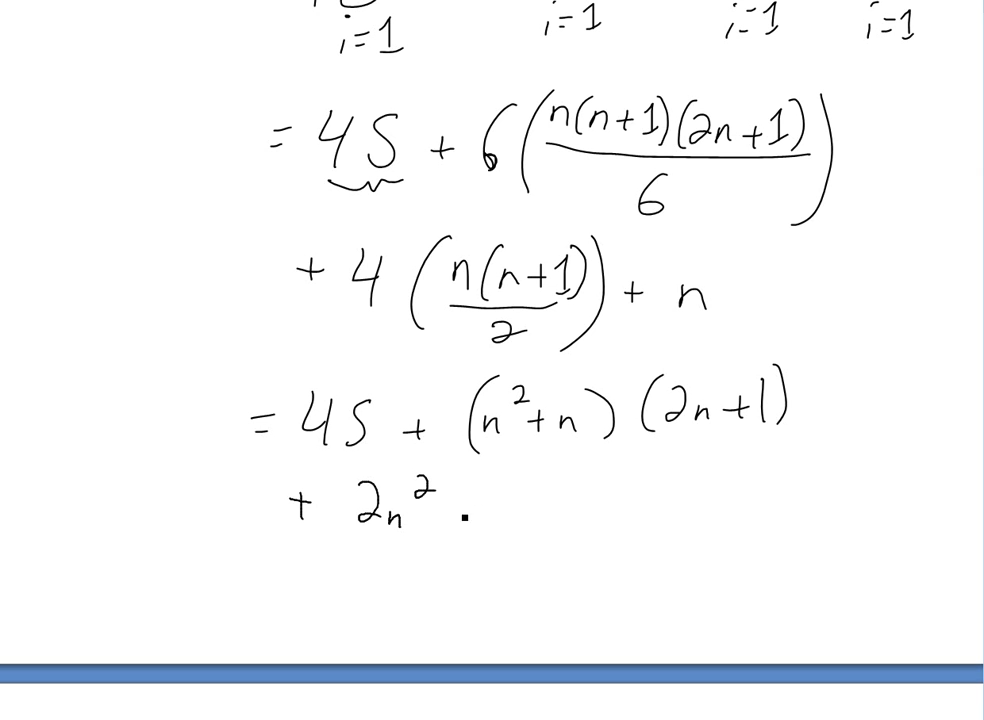 i=1 i=1 i=1 i=1
= 4S + 6(n(n+1)(2n+1)/6)
+ 4(n(n+1)/2) + n
= 4S + (n²+n)(2n+1)
+ 2n²